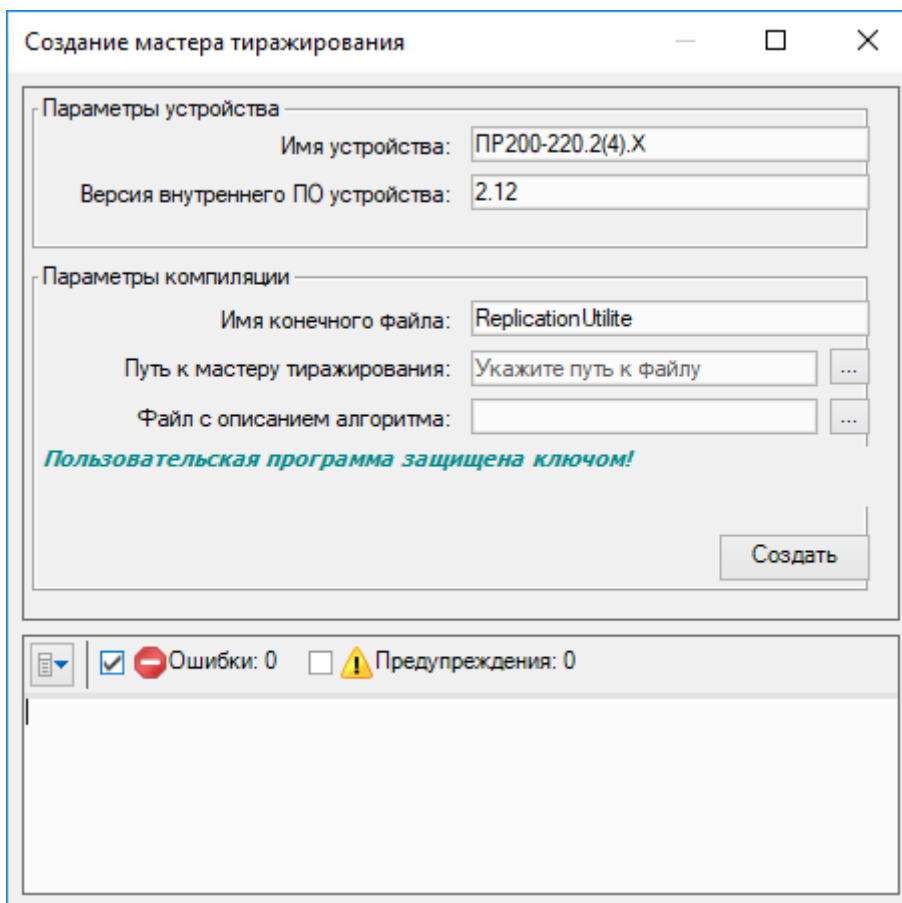 Создание мастера тиражирования
Параметры устройства
Имя устройства: ПР200-220.2(4).X
Версия внутреннего ПО устройства: 2.12
Параметры компиляции
Имя конечного файла: ReplicationUtilite
Путь к мастеру тиражирования: Укажите путь к файлу ...
Файл с описанием алгоритма: ...
Пользовательская программа защищена ключом!
Создать
Ошибки: 0 Предупреждения: 0